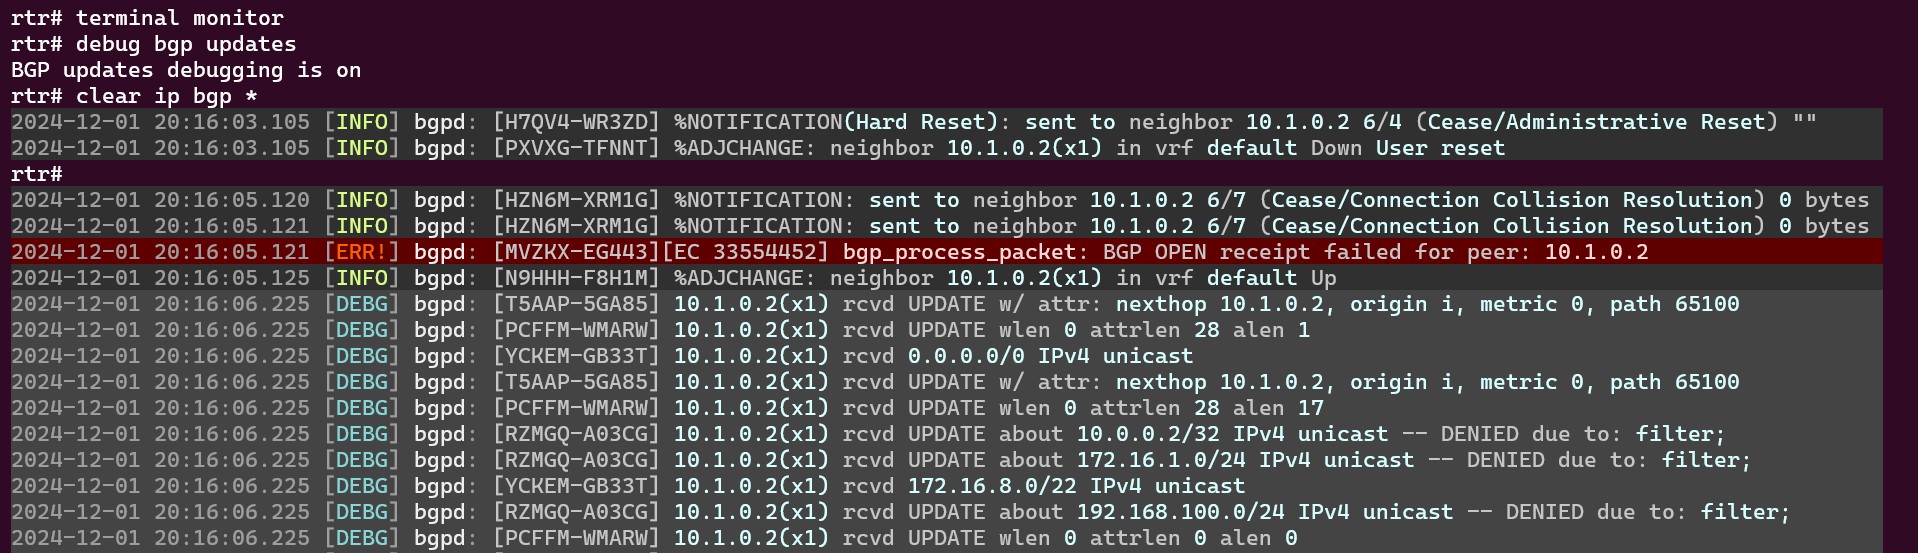 rtr# terminal monitor
rtr# debug bgp updates
BGP updates debugging is on
rtr# clear ip bgp *
2024-12-01 20:16:03.105 [INFO] bgpd: [H7QV4-WR3ZD] %NOTIFICATION(Hard Reset): sent to neighbor 10.1.0.2 6/4 (Cease/Administrative Reset) ""
2024-12-01 20:16:03.105 [INFO] bgpd: [PXVXG-TFNNT] %ADJCHANGE: neighbor 10.1.0.2(x1) in vrf default Down User reset
rtr#
2024-12-01 20:16:05.120 [INFO] bgpd: [HZN6M-XRM1G] %NOTIFICATION: sent to neighbor 10.1.0.2 6/7 (Cease/Connection Collision Resolution) 0 bytes
2024-12-01 20:16:05.121 [INFO] bgpd: [HZN6M-XRM1G] %NOTIFICATION: sent to neighbor 10.1.0.2 6/7 (Cease/Connection Collision Resolution) 0 bytes
2024-12-01 20:16:05.121 [ERR!] bgpd: [MVZKX-EG443][EC 33554452] bgp_process_packet: BGP OPEN receipt failed for peer: 10.1.0.2
2024-12-01 20:16:05.125 [INFO] bgpd: [N9HHH-F8H1M] %ADJCHANGE: neighbor 10.1.0.2(x1) in vrf default Up
2024-12-01 20:16:06.225 [DEBG] bgpd: [T5AAP-5GA85] 10.1.0.2(x1) rcvd UPDATE w/ attr: nexthop 10.1.0.2, origin i, metric 0, path 65100
2024-12-01 20:16:06.225 [DEBG] bgpd: [PCFFM-WMARW] 10.1.0.2(x1) rcvd UPDATE wlen 0 attrlen 28 alen 1
2024-12-01 20:16:06.225 [DEBG] bgpd: [YCKEM-GB33T] 10.1.0.2(x1) rcvd 0.0.0.0/0 IPv4 unicast
2024-12-01 20:16:06.225 [DEBG] bgpd: [T5AAP-5GA85] 10.1.0.2(x1) rcvd UPDATE w/ attr: nexthop 10.1.0.2, origin i, metric 0, path 65100
2024-12-01 20:16:06.225 [DEBG] bgpd: [PCFFM-WMARW] 10.1.0.2(x1) rcvd UPDATE wlen 0 attrlen 28 alen 17
2024-12-01 20:16:06.225 [DEBG] bgpd: [RZMGQ-A03CG] 10.1.0.2(x1) rcvd UPDATE about 10.0.0.2/32 IPv4 unicast -- DENIED due to: filter;
2024-12-01 20:16:06.225 [DEBG] bgpd: [RZMGQ-A03CG] 10.1.0.2(x1) rcvd UPDATE about 172.16.1.0/24 IPv4 unicast -- DENIED due to: filter;
2024-12-01 20:16:06.225 [DEBG] bgpd: [YCKEM-GB33T] 10.1.0.2(x1) rcvd 172.16.8.0/22 IPv4 unicast
2024-12-01 20:16:06.225 [DEBG] bgpd: [RZMGQ-A03CG] 10.1.0.2(x1) rcvd UPDATE about 192.168.100.0/24 IPv4 unicast -- DENIED due to: filter;
2024-12-01 20:16:06.225 [DEBG] bgpd: [PCFFM-WMARW] 10.1.0.2(x1) rcvd UPDATE wlen 0 attrlen 0 alen 0